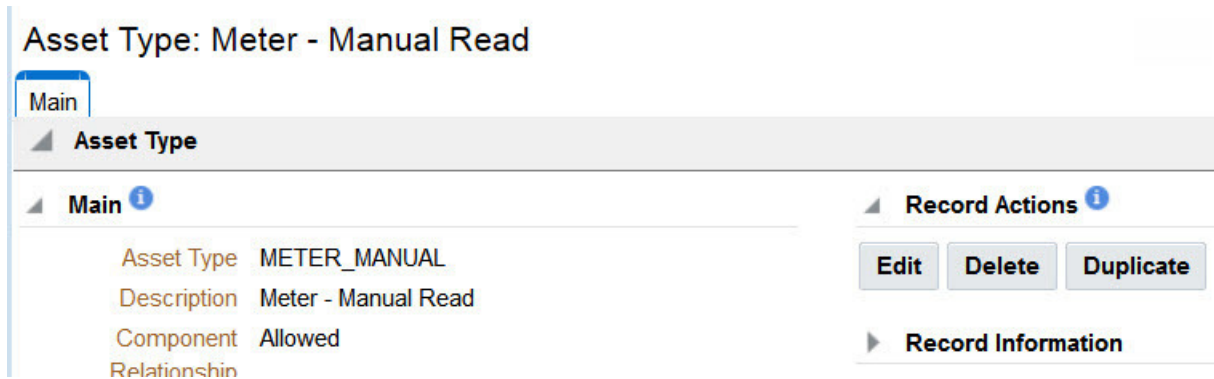 Asset Type: Meter - Manual Read
Main
Asset Type
Main
Record Actions
Asset Type METER_MANUAL
Edit Delete Duplicate
Description Meter - Manual Read
Component Allowed
Relationship
Record Information